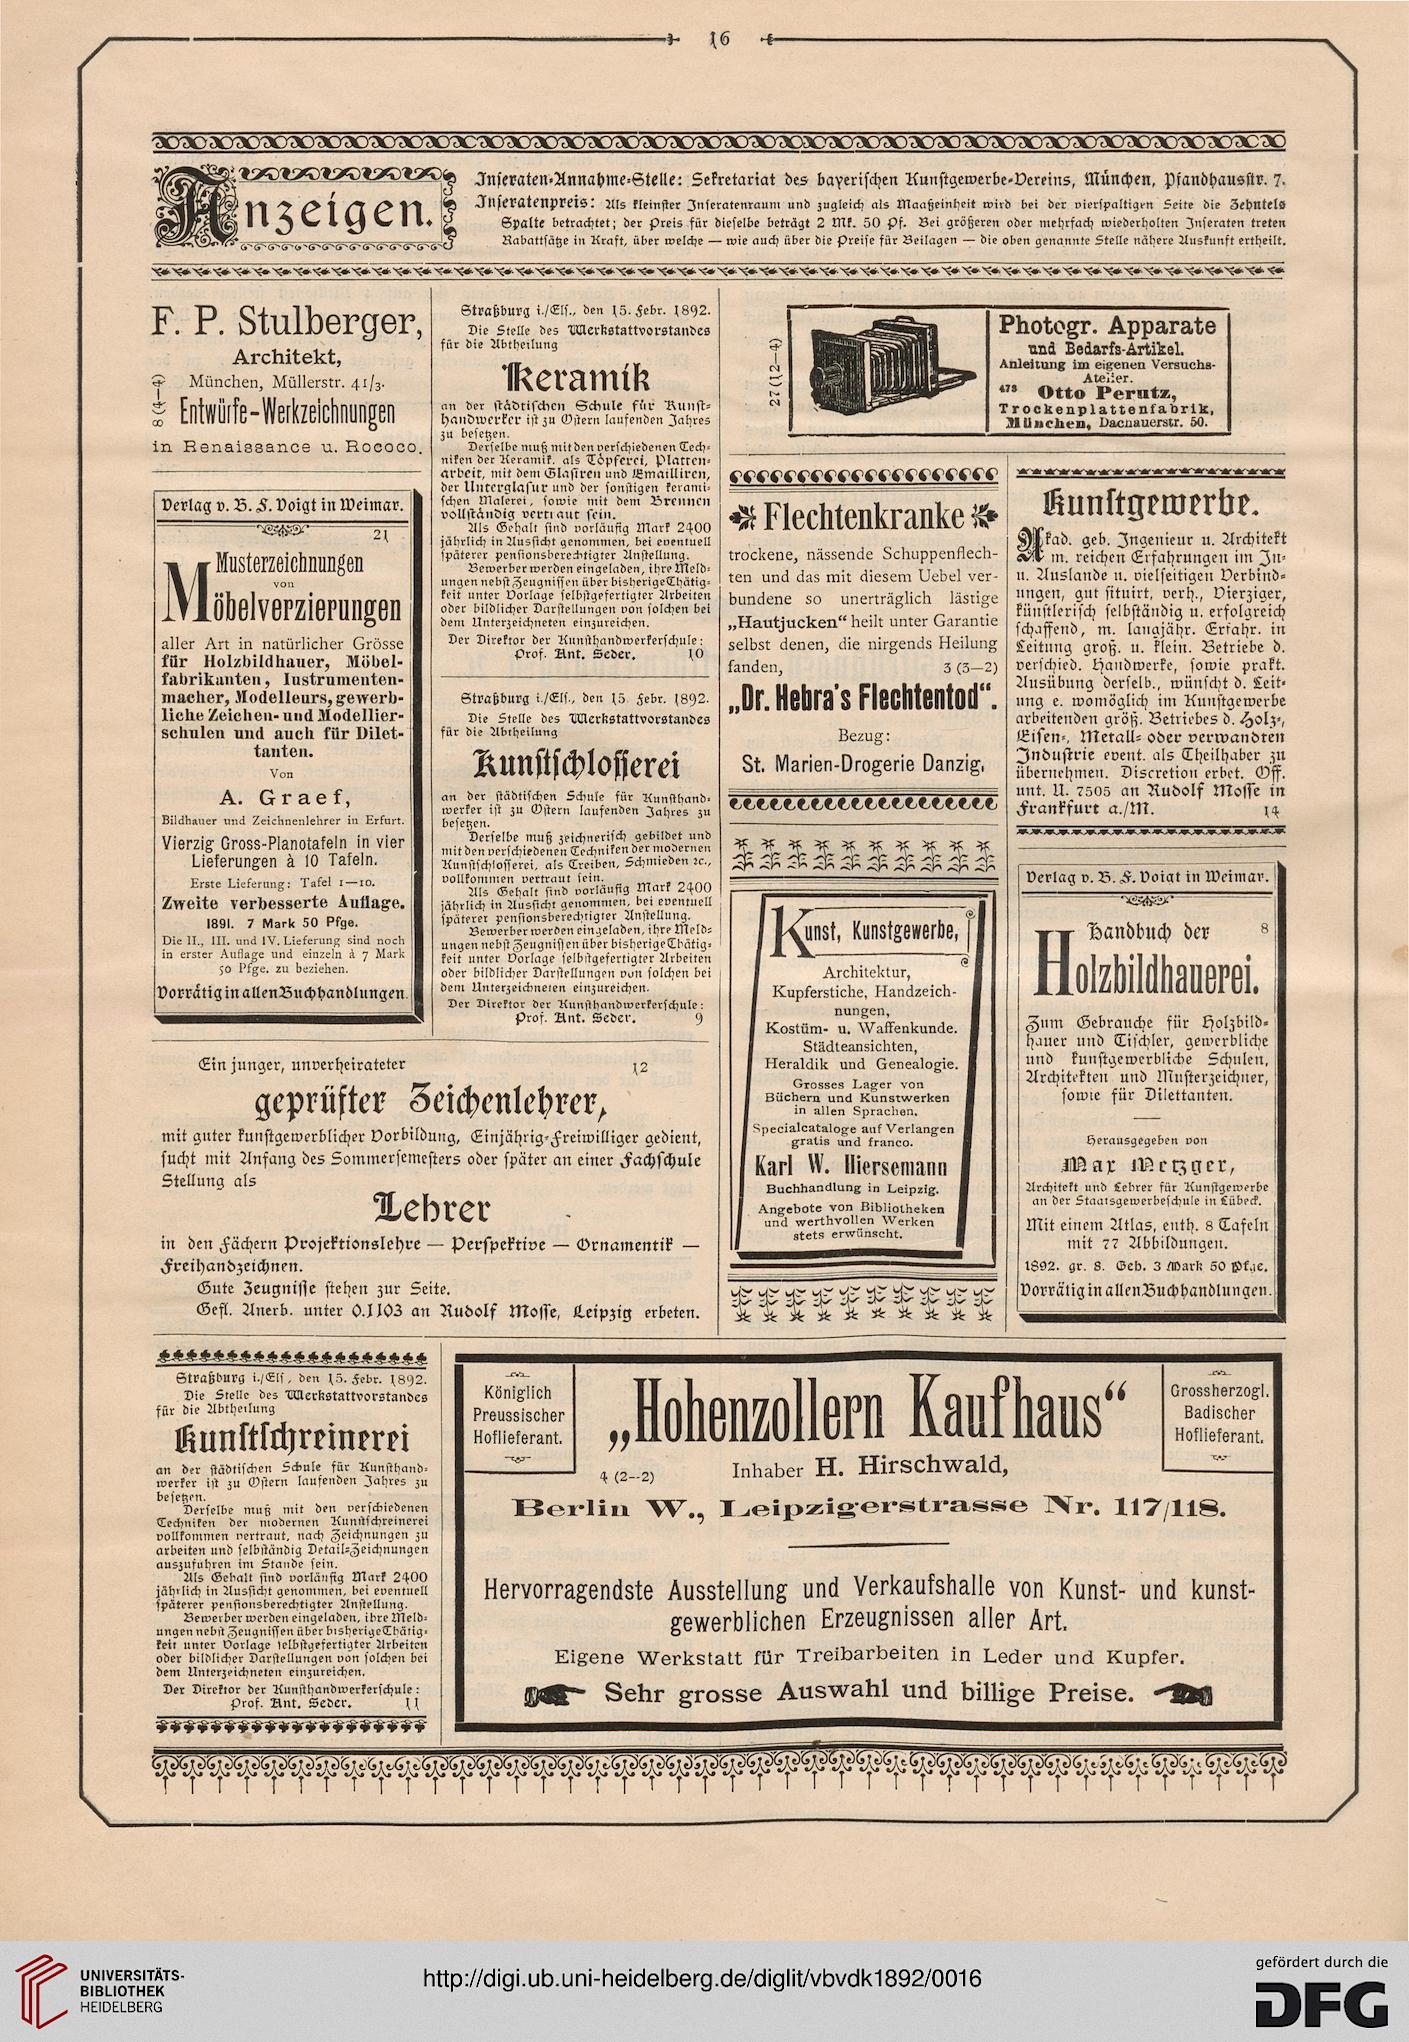 16
Anzeigen.
Inseraten-Annahme-Stelle: Sekretariat des bayerischen Kunstgewerbe-Vereins, München, Pfandhausstr. 7.
Inseratenpreis: Als kleinster Inseratenraum und zugleich als Maaßeinheit wird bei der vierspaltigen Seite die Zehntels
Spalte betrachtet; der Preis für dieselbe beträgt 2 Mk. 50 Pf. Bei größeren oder mehrfach wiederholten Inseraten treten
Rabattsätze in Kraft, über welche — wie auch über die Preise für Beilagen — die oben genannte Stelle nähere Auskunft ertheilt.
F. P. Stulberger,
Architekt,
München, Müllerstr. 41/3.
8 (4—4)
Entwürfe-Werkzeichnungen
in Renaissance u. Rococo.
Verlag v. B. F. Voigt in Weimar.
21
Musterzeichnungen
von
Möbelverzierungen
aller Art in natürlicher Grösse
für Holzbildhauer, Möbel-
fabrikanten, Instrumenten-
macher, Modelleurs, gewerb-
liche Zeichen- und Modellier-
schulen und auch für Dilet-
tanten.
Von
A. Graef,
Bildhauer und Zeichnenlehrer in Erfurt.
Vierzig Gross-Planotafeln in vier
Lieferungen à 10 Tafeln.
Erste Lieferung: Tafel 1—10.
Zweite verbesserte Auflage.
1891. 7 Mark 50 Pfge.
Die II., III. und IV. Lieferung sind noch
in erster Auflage und einzeln à 7 Mark
50 Pfge. zu beziehen.
Vorrätig in allen Buchhandlungen.
Straßburg i./Els., den 15. Febr. 1892.
Die Stelle des Werkstattvorstandes
für die Abtheilung
Keramik
an der städtischen Schule für Kunst-
handwerker ist zu Ostern laufenden Jahres
zu besetzen.
Derselbe muß mit den verschiedenen Tech-
niken der Keramik, als Töpferei, Platten-
arbeit, mit dem Glasiren und Emailliren,
der Unterglasur und der sonstigen kerami-
schen Malerei, sowie mit dem Brennen
vollständig vertraut sein.
Als Gehalt sind vorläufig Mark 2400
jährlich in Aussicht genommen, bei eventuell
späterer pensionsberechtigter Anstellung.
Bewerber werden eingeladen, ihre Meld-
ungen nebst Zeugnissen über bisherige Thätig-
keit unter Vorlage selbstgefertigter Arbeiten
oder bildlicher Darstellungen von solchen bei
dem Unterzeichneten einzureichen.
Der Direktor der Kunsthandwerkerschule:
Prof. Ant. Seder. 10
Straßburg i./Els., den 15. Febr. 1892.
Die Stelle des Werkstattvorstandes
für die Abtheilung
Kunstschlosserei
an der städtischen Schule für Kunsthand-
werker ist zu Ostern laufenden Jahres zu
besetzen.
Derselbe muß zeichnerisch gebildet und
mit den verschiedenen Techniken der modernen
Kunstschlosserei, als Treiben, Schmieden ꝛc.,
vollkommen vertraut sein.
Als Gehalt sind vorläufig Mark 2400
jährlich in Aussicht genommen, bei eventuell
späterer pensionsberechtigter Anstellung.
Bewerber werden eingeladen, ihre Meld-
ungen nebst Zeugnissen über bisherige Thätig-
keit unter Vorlage selbstgefertigter Arbeiten
oder bildlicher Darstellungen von solchen bei
dem Unterzeichneten einzureichen.
Der Direktor der Kunsthandwerkerschule:
Prof. Ant. Seder. 9
27 (12—4)
Photogr. Apparate
und Bedarfs-Artikel.
Anleitung im eigenen Versuchs-
Atelier.
473 Otto Perutz,
Trockenplattenfabrik,
München, Dachauerstr. 50.
Flechtenkranke
trockene, nässende Schuppenflech-
ten und das mit diesem Uebel ver-
bundene so unerträglich lästige
„Hautjucken“ heilt unter Garantie
selbst denen, die nirgends Heilung
fanden, 3 (3—2)
„Dr. Hebra's Flechtentod“.
Bezug:
St. Marien-Drogerie Danzig.
Kunst, Kunstgewerbe,
Architektur,
Kupferstiche, Handzeich-
nungen,
Kostüm- u. Waffenkunde.
Städteansichten,
Heraldik und Genealogie.
Grosses Lager von
Büchern und Kunstwerken
in allen Sprachen.
Specialcataloge auf Verlangen
gratis und franco.
Karl W. Hiersemann
Buchhandlung in Leipzig.
Angebote von Bibliotheken
und werthvollen Werken
stets erwünscht.
Kunstgewerbe.
Akad. geb. Ingenieur u. Architekt
m. reichen Erfahrungen im In-
u. Auslande u. vielseitigen Verbind-
ungen, gut situirt, verh., Vierziger,
künstlerisch selbständig u. erfolgreich
schaffend, m. langjähr. Erfahr. in
Leitung groß. u. klein. Betriebe d.
verschied. Handwerke, sowie prakt.
Ausübung derselb., wünscht d. Leit-
ung e. womöglich im Kunstgewerbe
arbeitenden größ. Betriebes d. Holz-,
Eisen-, Metall- oder verwandten
Industrie event. als Theilhaber zu
übernehmen. Discretion erbet. Off.
unt. U. 7505 an Rudolf Mosse in
Frankfurt a./M. 14
Verlag v. B. F. Voigt in Weimar.
Handbuch der 8
Holzbildhauerei.
Zum Gebrauche für Holzbild-
hauer und Tischler, gewerbliche
und kunstgewerbliche Schulen,
Architekten und Musterzeichner,
sowie für Dilettanten.
Herausgegeben von
Max Metzger,
Architekt und Lehrer für Kunstgewerbe
an der Staatsgewerbeschule in Lübeck.
Mit einem Atlas, enth. 8 Tafeln
mit 77 Abbildungen.
1892. gr. 8. Geb. 3 Mark 50 Pfge.
Vorrätig in allen Buchhandlungen.
Ein junger, unverheirateter 12
geprüfter Zeichenlehrer,
mit guter kunstgewerblicher Vorbildung, Einjährig-Freiwilliger gedient,
sucht mit Anfang des Sommersemesters oder später an einer Fachschule
Stellung als
Lehrer
in den Fächern Projektionslehre — Perspektive — Ornamentik —
Freihandzeichnen.
Gute Zeugnisse stehen zur Seite.
Gefl. Anerb. unter O.1103 an Rudolf Mosse, Leipzig erbeten.
Straßburg i./Els, den 15. Febr. 1892.
Die Stelle des Werkstattvorstandes
für die Abtheilung
Kunstschreinerei
an der städtischen Schule für Kunsthand-
werker ist zu Ostern laufenden Jahres zu
besetzen.
Derselbe muß mit den verschiedenen
Techniken der modernen Kunstschreinerei
vollkommen vertraut, nach Zeichnungen zu
arbeiten und selbständig Detail-Zeichnungen
auszuführen im Stande sein.
Als Gehalt sind vorläufig Mark 2400
jährlich in Aussicht genommen, bei eventuell
späterer pensionsberechtigter Anstellung.
Bewerber werden eingeladen, ihre Meld-
ungen nebst Zeugnissen über bisherige Thätig-
keit unter Vorlage selbstgefertigter Arbeiten
oder bildlicher Darstellungen von solchen bei
dem Unterzeichneten einzureichen.
Der Direktor der Kunsthandwerkerschule:
Prof. Ant. Seder. 11
Königlich
Preussischer
Hoflieferant.
„Hohenzollern Kaufhaus“
Grossherzogl.
Badischer
Hoflieferant.
4 (2--2)
Inhaber H. Hirschwald,
Berlin W., Leipzigerstrasse Nr. 117/118.
Hervorragendste Ausstellung und Verkaufshalle von Kunst- und kunst-
gewerblichen Erzeugnissen aller Art.
Eigene Werkstatt für Treibarbeiten in Leder und Kupfer.
Sehr grosse Auswahl und billige Preise.
UNIVERSITÄTS-
BIBLIOTHEK
HEIDELBERG
http://digi.ub.uni-heidelberg.de/diglit/vbvdk1892/0016
gefördert durch die
DFG